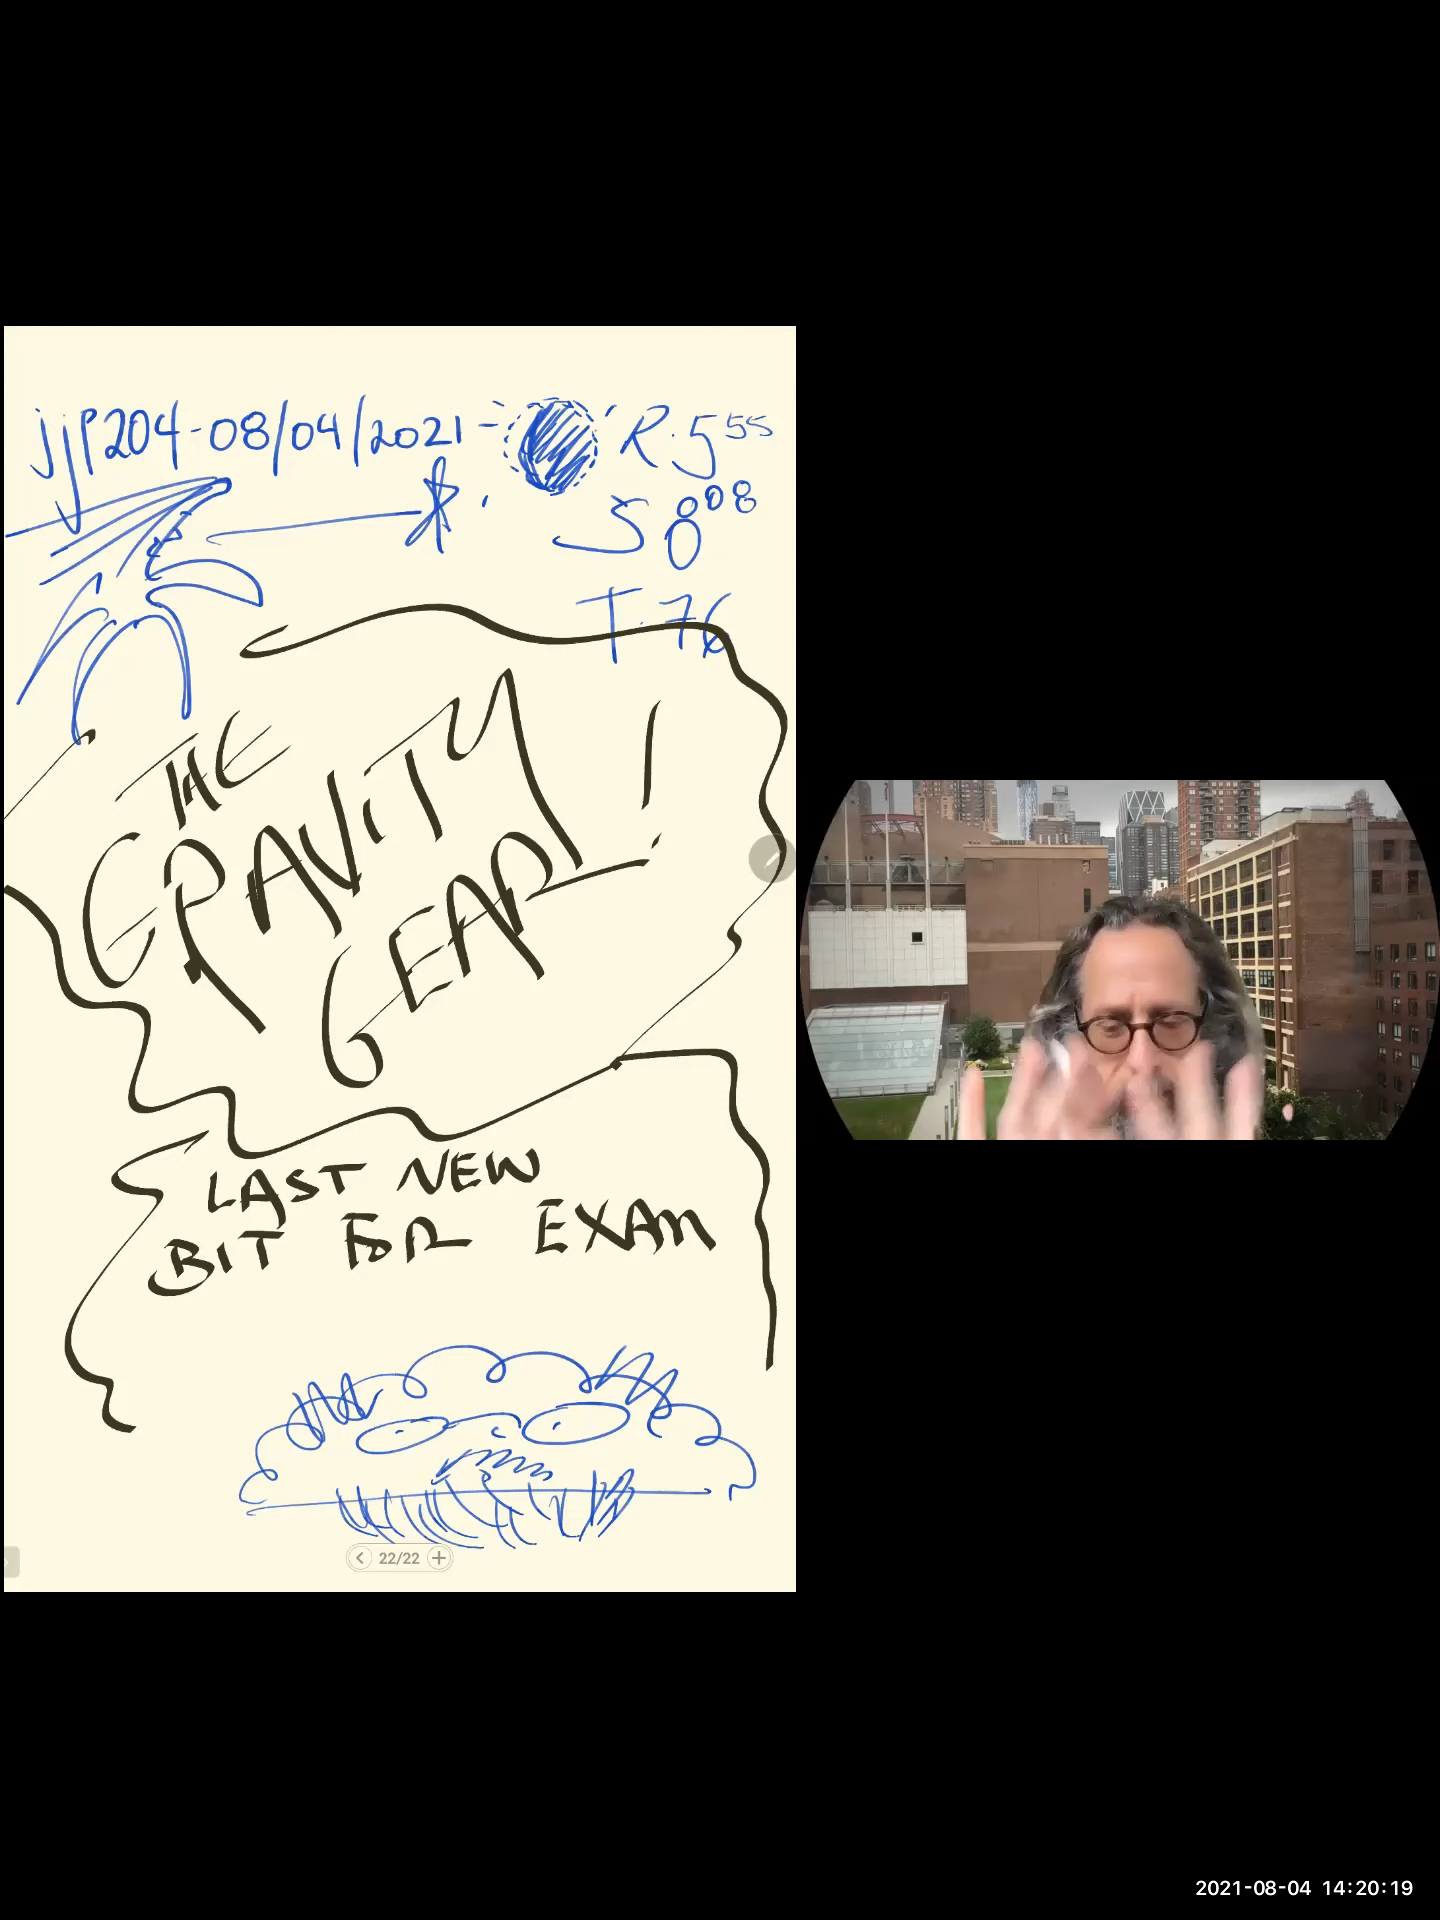 jjp204-08/04/2021-
R.5⁵⁵
S 8⁰⁸
T.76
THE
GRAVITY
GEAR!
LAST NEW
BIT FOR EXAM
22/22
2021-08-04 14:20:19